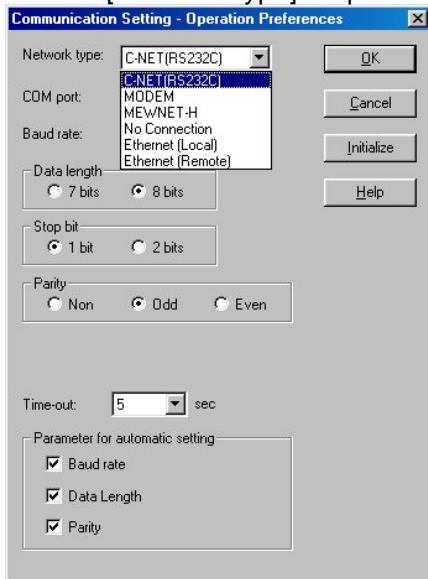 Communication Setting - Operation Preferences
Network type: C-NET(RS232C)
OK
C-NET(RS232C)
MODEM
MEWNET-H
No Connection
Ethernet (Local)
Ethernet (Remote)
COM port:
Cancel
Baud rate:
Initialize
Data length
7 bits 8 bits
Help
Stop bit
1 bit 2 bits
Parity
Non Odd Even
Time-out: 5 sec
Parameter for automatic setting
Baud rate
Data Length
Parity